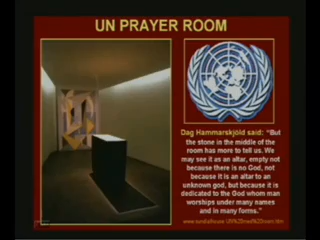 UN PRAYER ROOM
Dag Hammarskjöld said: "But
the stone in the middle of the
room has more to tell us. We
may see it as an altar, empty not
because there is no God, not
because it is an altar to an
unknown god, but because it is
dedicated to the God whom man
worships under many names
and in many forms."